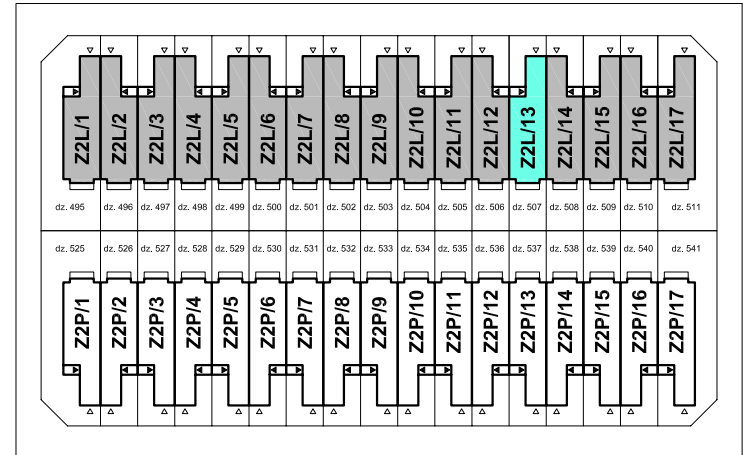 Z2L/1 Z2L/2 Z2L/3 Z2L/4 Z2L/5 Z2L/6 Z2L/7 Z2L/8 Z2L/9 Z2L/10 Z2L/11 Z2L/12 Z2L/13 Z2L/14 Z2L/15 Z2L/16 Z2L/17
dz. 495 dz. 496 dz. 497 dz. 498 dz. 499 dz. 500 dz. 501 dz. 502 dz. 503 dz. 504 dz. 505 dz. 506 dz. 507 dz. 508 dz. 509 dz. 510 dz. 511
dz. 525 dz. 526 dz. 527 dz. 528 dz. 529 dz. 530 dz. 531 dz. 532 dz. 533 dz. 534 dz. 535 dz. 536 dz. 537 dz. 538 dz. 539 dz. 540 dz. 541
Z2P/1 Z2P/2 Z2P/3 Z2P/4 Z2P/5 Z2P/6 Z2P/7 Z2P/8 Z2P/9 Z2P/10 Z2P/11 Z2P/12 Z2P/13 Z2P/14 Z2P/15 Z2P/16 Z2P/17